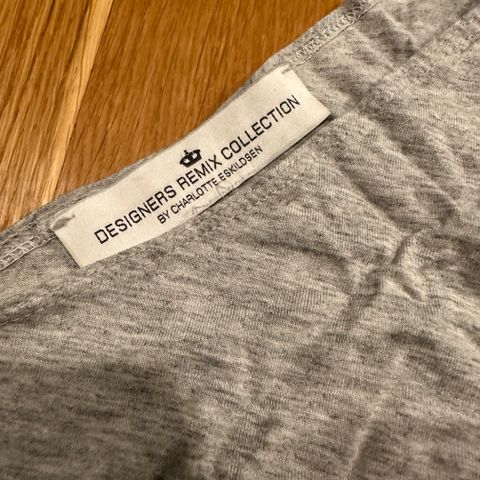 DESIGNERS REMIX COLLECTION
BY CHARLOTTE ESKILDSEN